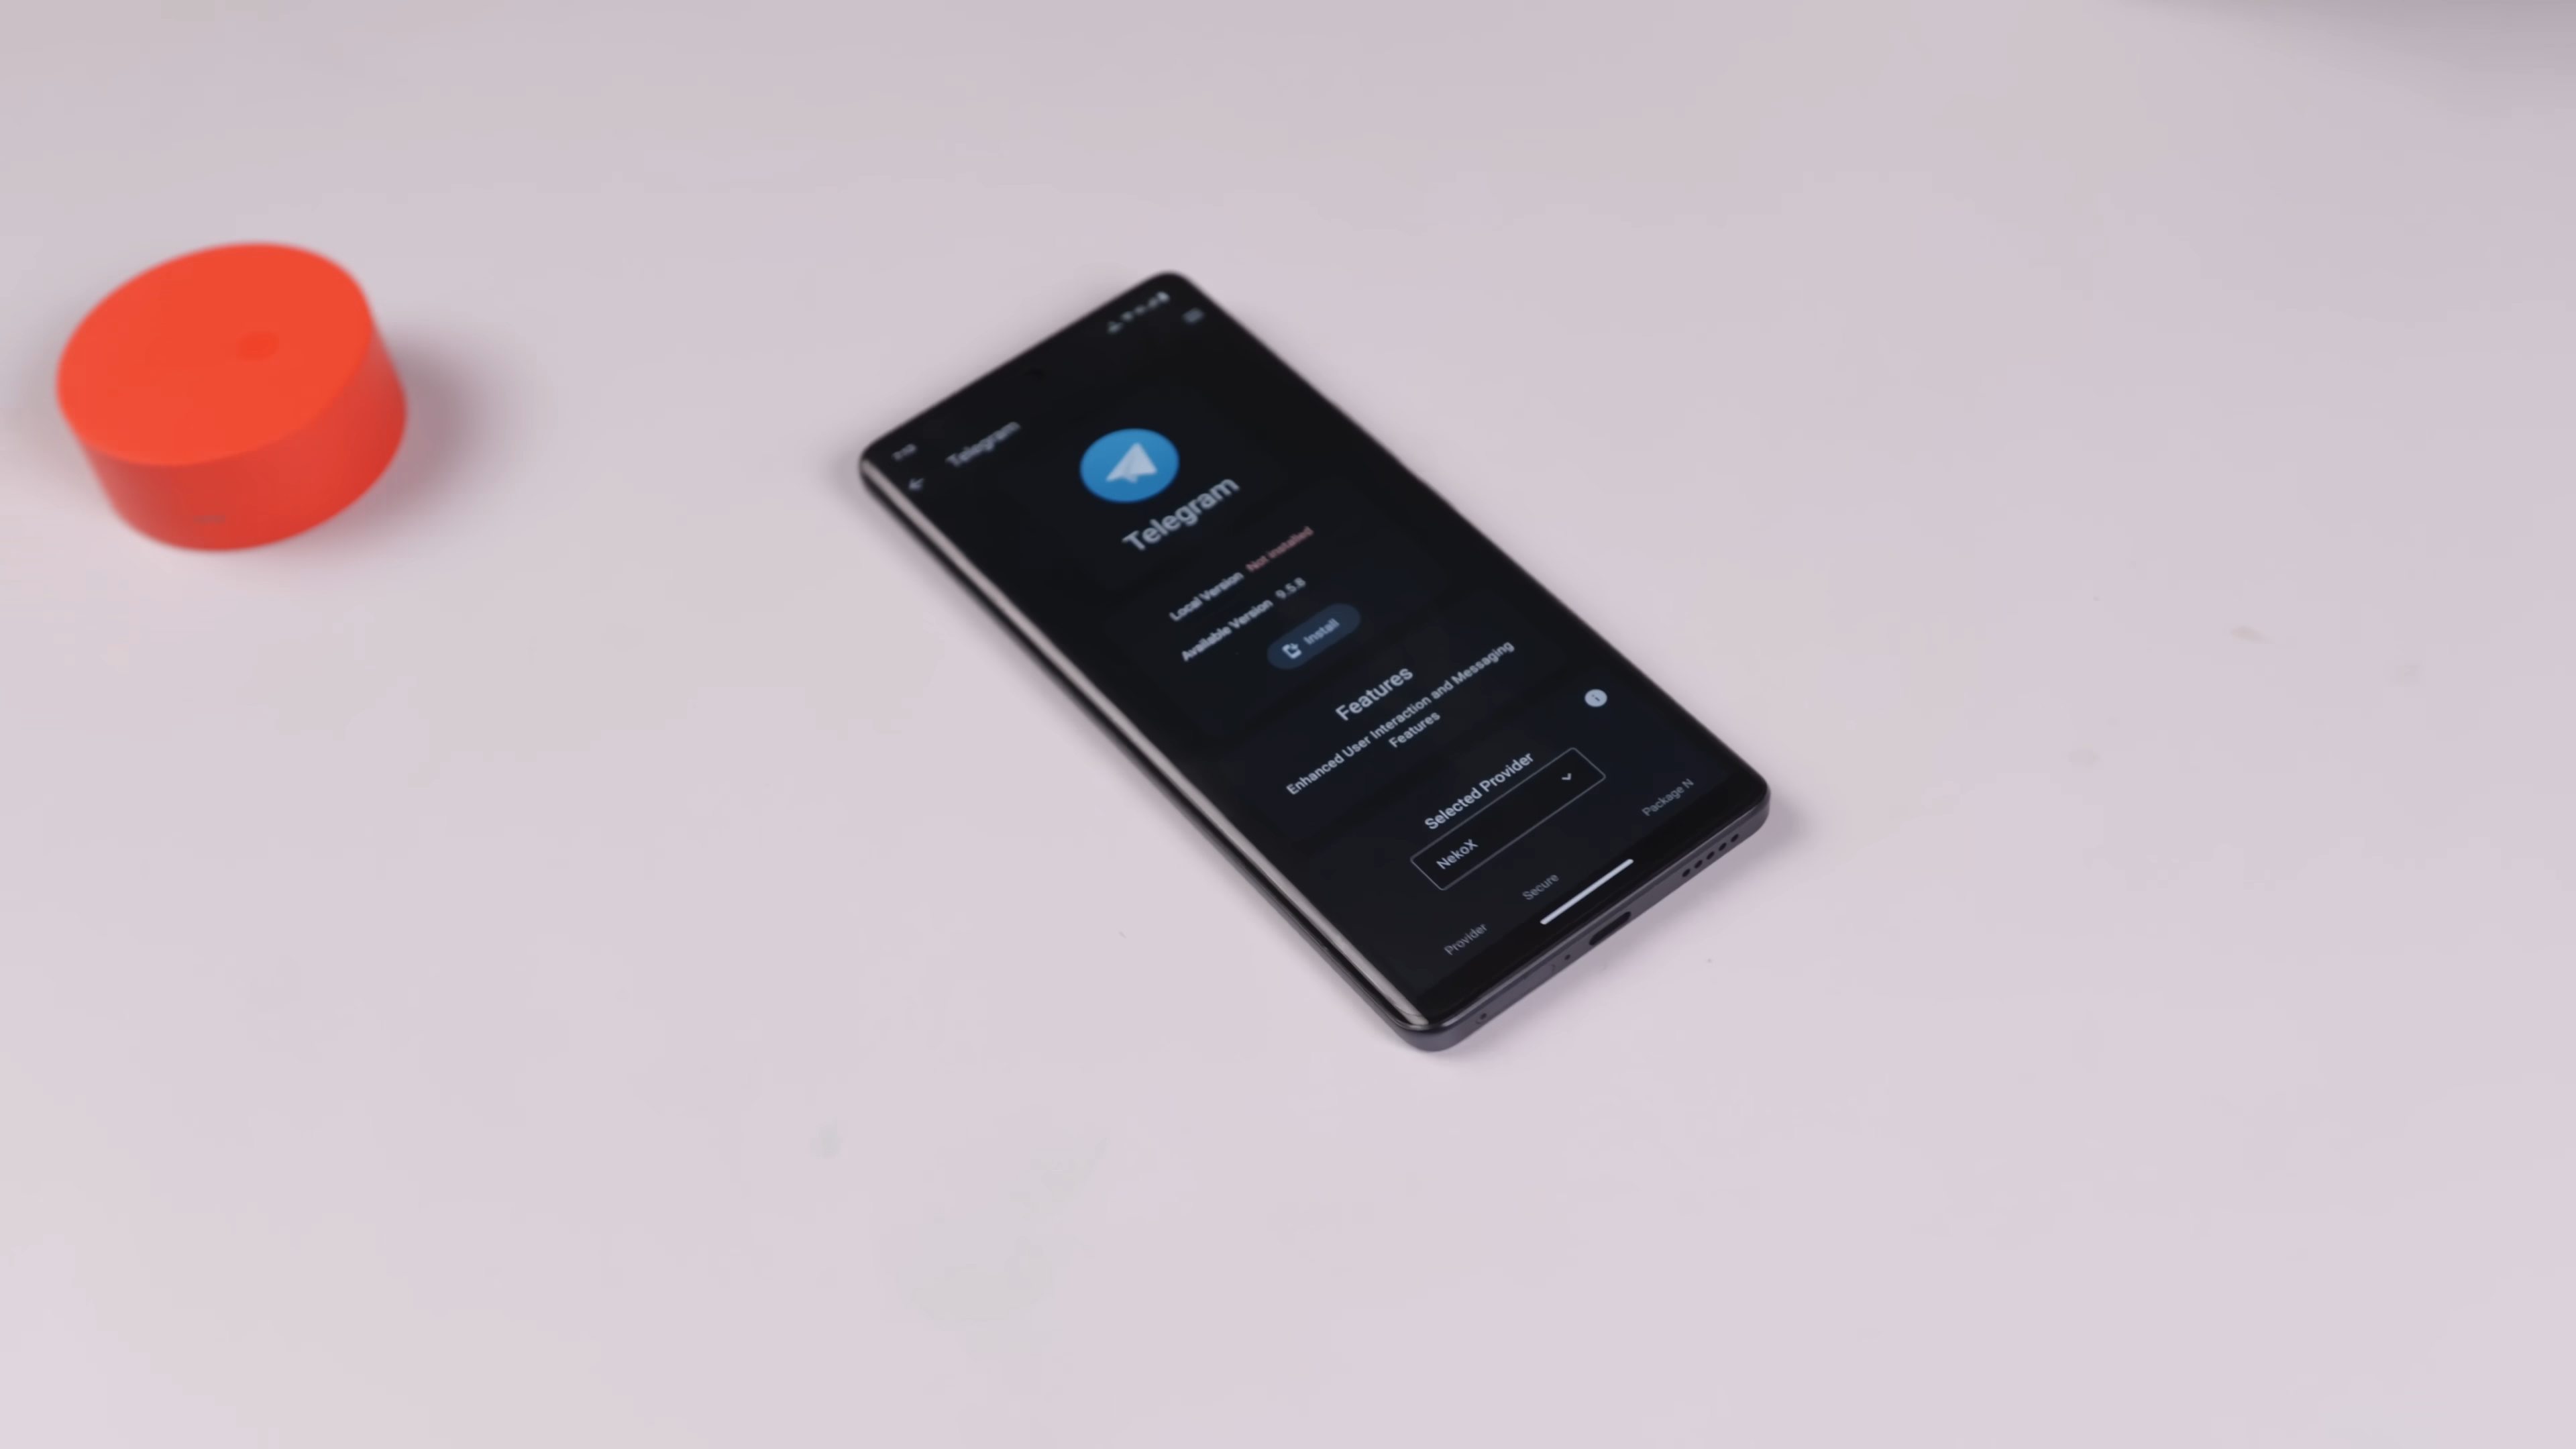 Telegram
Telegram
Local Version Not installed
Available Version 9.5.8
Install
Features
Enhanced User Interaction and Messaging
Features
Selected Provider
NekoX
Provider Secure Package N